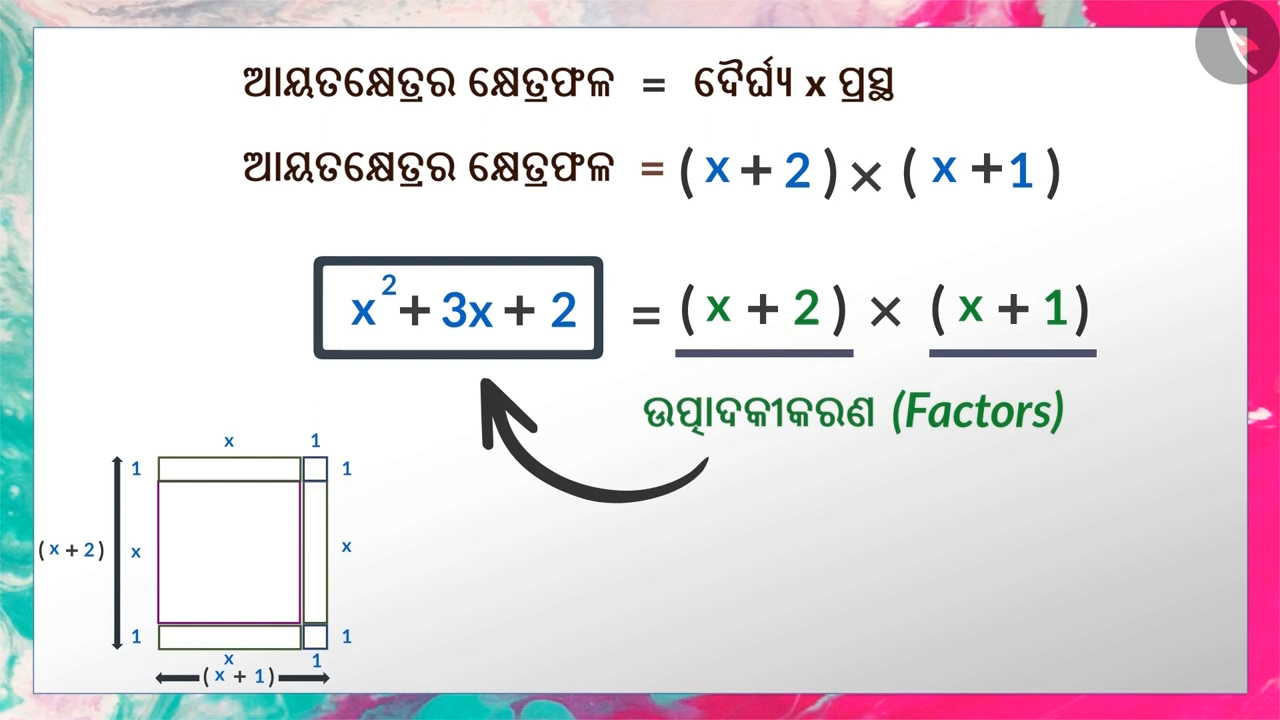 ଆୟତକ୍ଷେତ୍ରର କ୍ଷେତ୍ରଫଳ = ଦୈର୍ଘ୍ୟ x ପ୍ରସ୍ଥ
ଆୟତକ୍ଷେତ୍ରର କ୍ଷେତ୍ରଫଳ = ( x + 2 ) × ( x + 1 )
x² + 3x + 2 = ( x + 2 ) × ( x + 1 )
ଉତ୍ପାଦକୀକରଣ (Factors)
x 1
1 1
( x + 2 ) x x
1 1
x 1
( x + 1 )